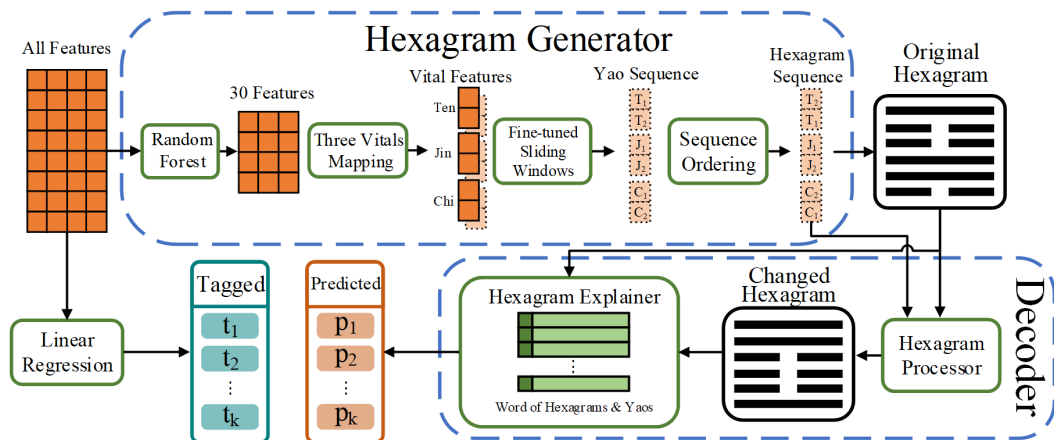 Hexagram Generator
All Features
30 Features
Vital Features
Yao Sequence
Hexagram
Sequence
Original
Hexagram
Random
Forest
Three Vitals
Mapping
Ten
Jin
Chi
Fine-tuned
Sliding
Windows
T₁
T₂
J₁
J₂
C₁
C₂
Sequence
Ordering
T₂
T₁
J₁
J₂
C₂
C₁
Linear
Regression
Tagged
t₁
t₂
⋮
tₖ
Predicted
p₁
p₂
⋮
pₖ
Hexagram Explainer
⋮
Word of Hexagrams & Yaos
Changed
Hexagram
Hexagram
Processor
Decoder